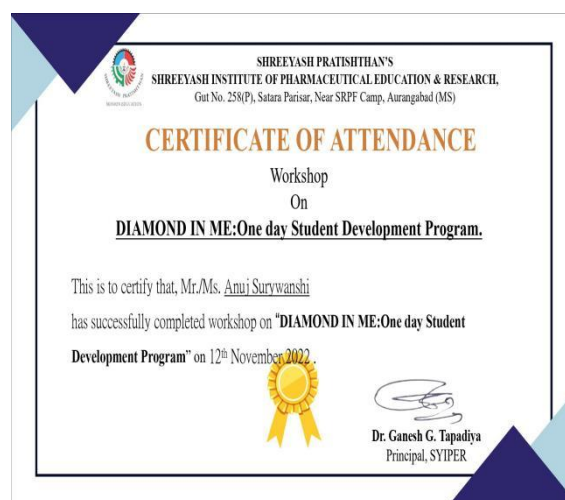 SHREEYASH PRATISHTHAN'S
SHREEYASH INSTITUTE OF PHARMACEUTICAL EDUCATION & RESEARCH,
Gut No. 258(P), Satara Parisar, Near SRPF Camp, Aurangabad (MS)
CERTIFICATE OF ATTENDANCE
Workshop
On
DIAMOND IN ME:One day Student Development Program.
This is to certify that, Mr./Ms. Anuj Surywanshi
has successfully completed workshop on "DIAMOND IN ME:One day Student
Development Program" on 12th November 2022 .
Dr. Ganesh G. Tapadiya
Principal, SYIPER